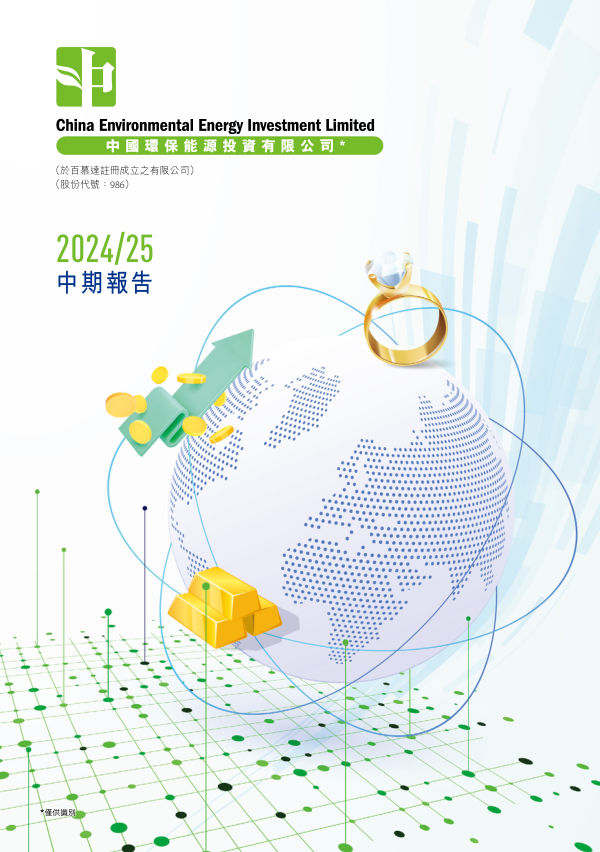 China Environmental Energy Investment Limited
中國環保能源投資有限公司*
（於百慕達註冊成立之有限公司）
（股份代號：986）
2024/25
中期報告
*僅供識別